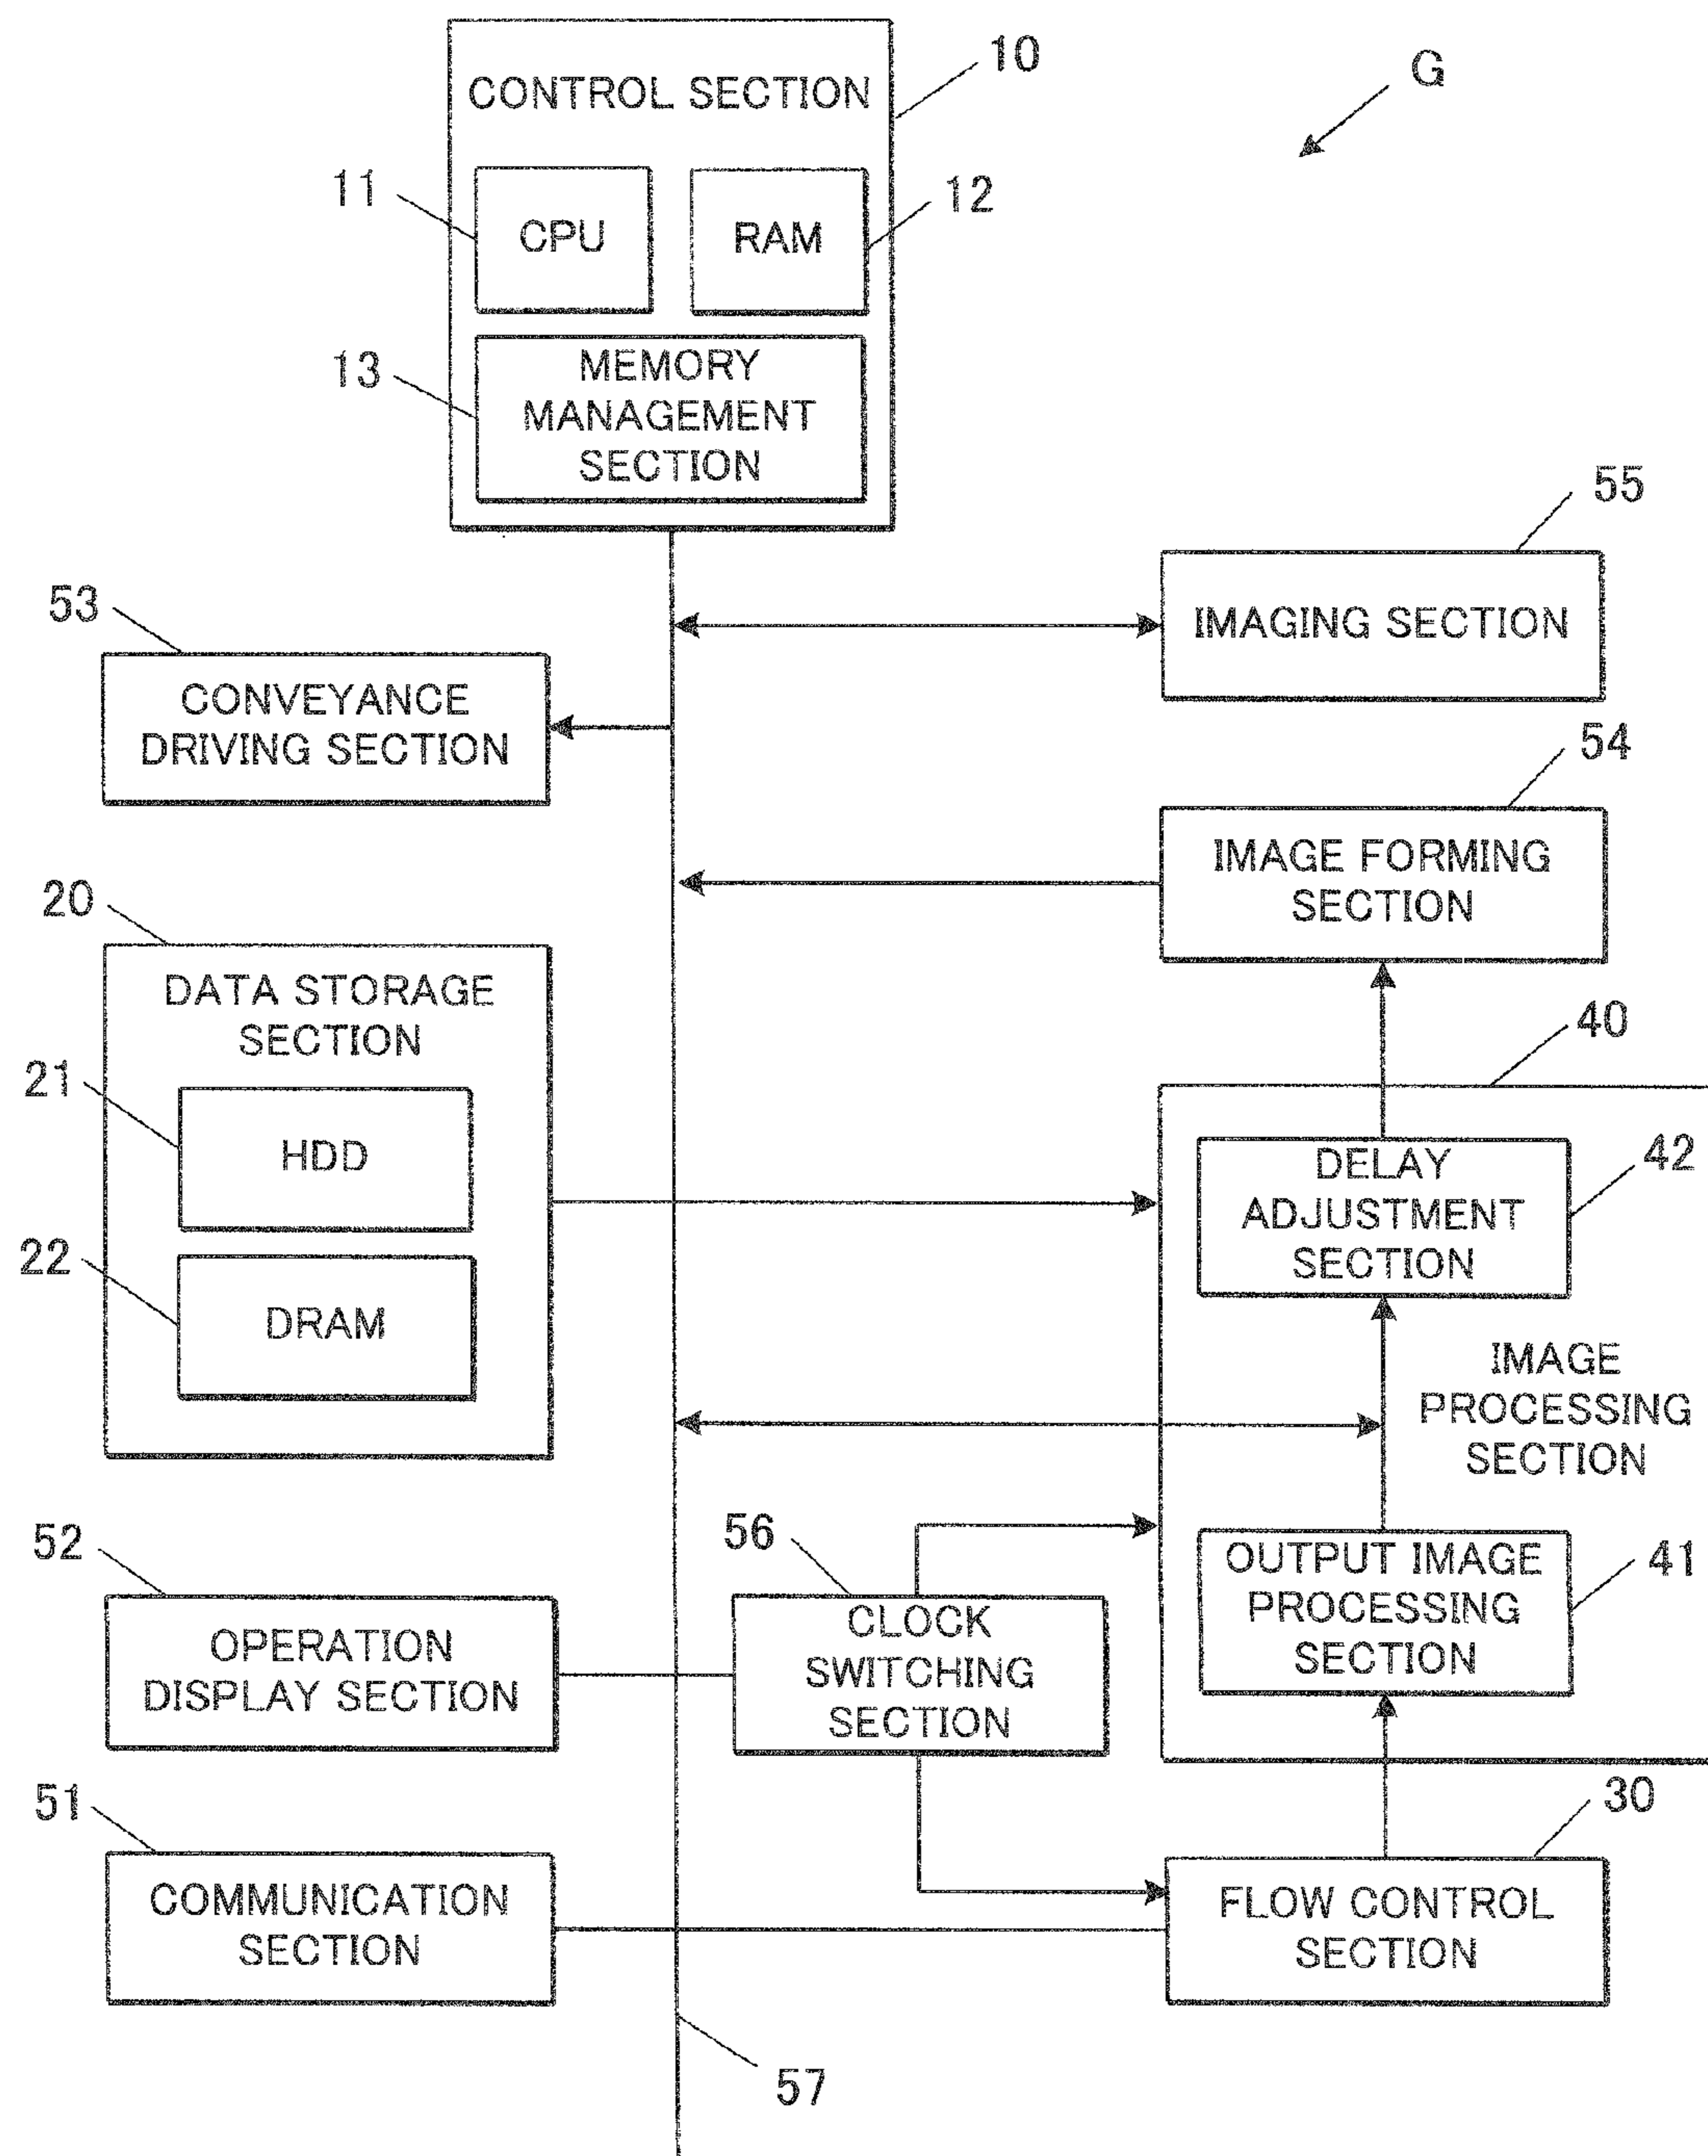 CONTROL SECTION
10
G
11
CPU
RAM
12
13
MEMORY
MANAGEMENT
SECTION
55
IMAGING SECTION
53
CONVEYANCE
DRIVING SECTION
54
IMAGE FORMING
SECTION
20
DATA STORAGE
SECTION
21
HDD
22
DRAM
40
DELAY
ADJUSTMENT
SECTION
42
IMAGE
PROCESSING
SECTION
52
OPERATION
DISPLAY SECTION
56
CLOCK
SWITCHING
SECTION
OUTPUT IMAGE
PROCESSING
SECTION
41
51
COMMUNICATION
SECTION
30
FLOW CONTROL
SECTION
57